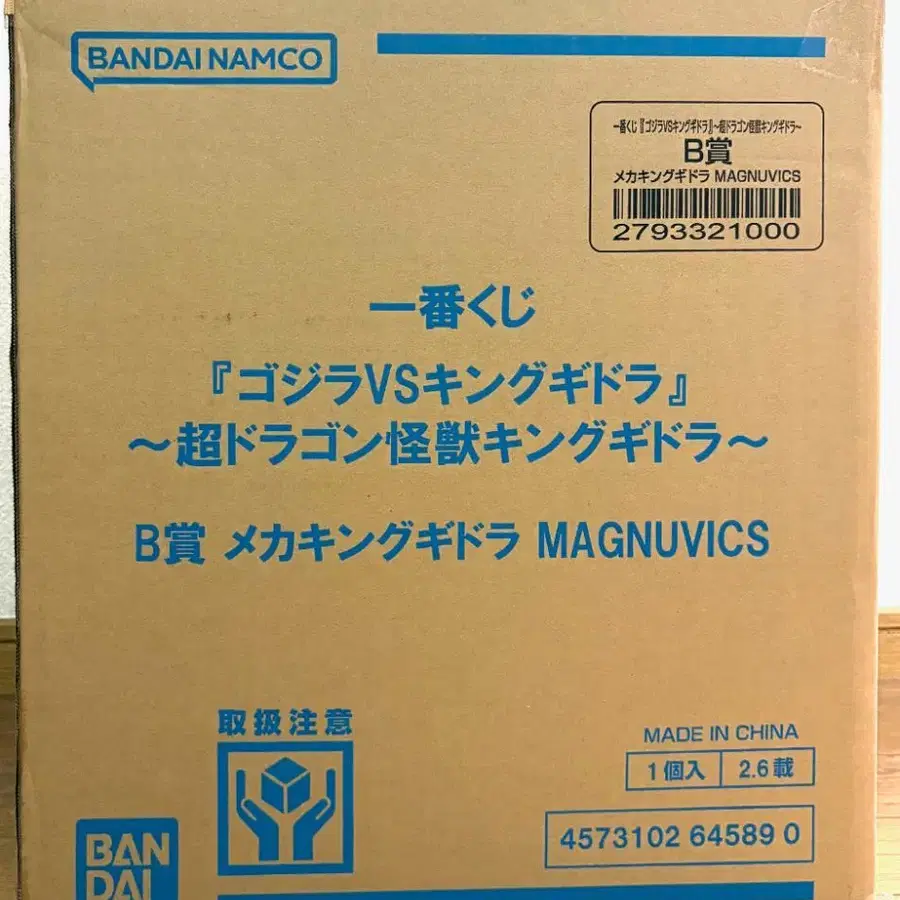 BANDAI NAMCO
一番くじ『ゴジラVSキングギドラ』〜超ドラゴン怪獣キングギドラ〜
B賞
メカキングギドラ MAGNUVICS
2793321000
一番くじ
『ゴジラVSキングギドラ』
〜超ドラゴン怪獣キングギドラ〜
B賞 メカキングギドラ MAGNUVICS
取扱注意
MADE IN CHINA
1個入 2.6載
4573102 64589 0
BAN
DAI